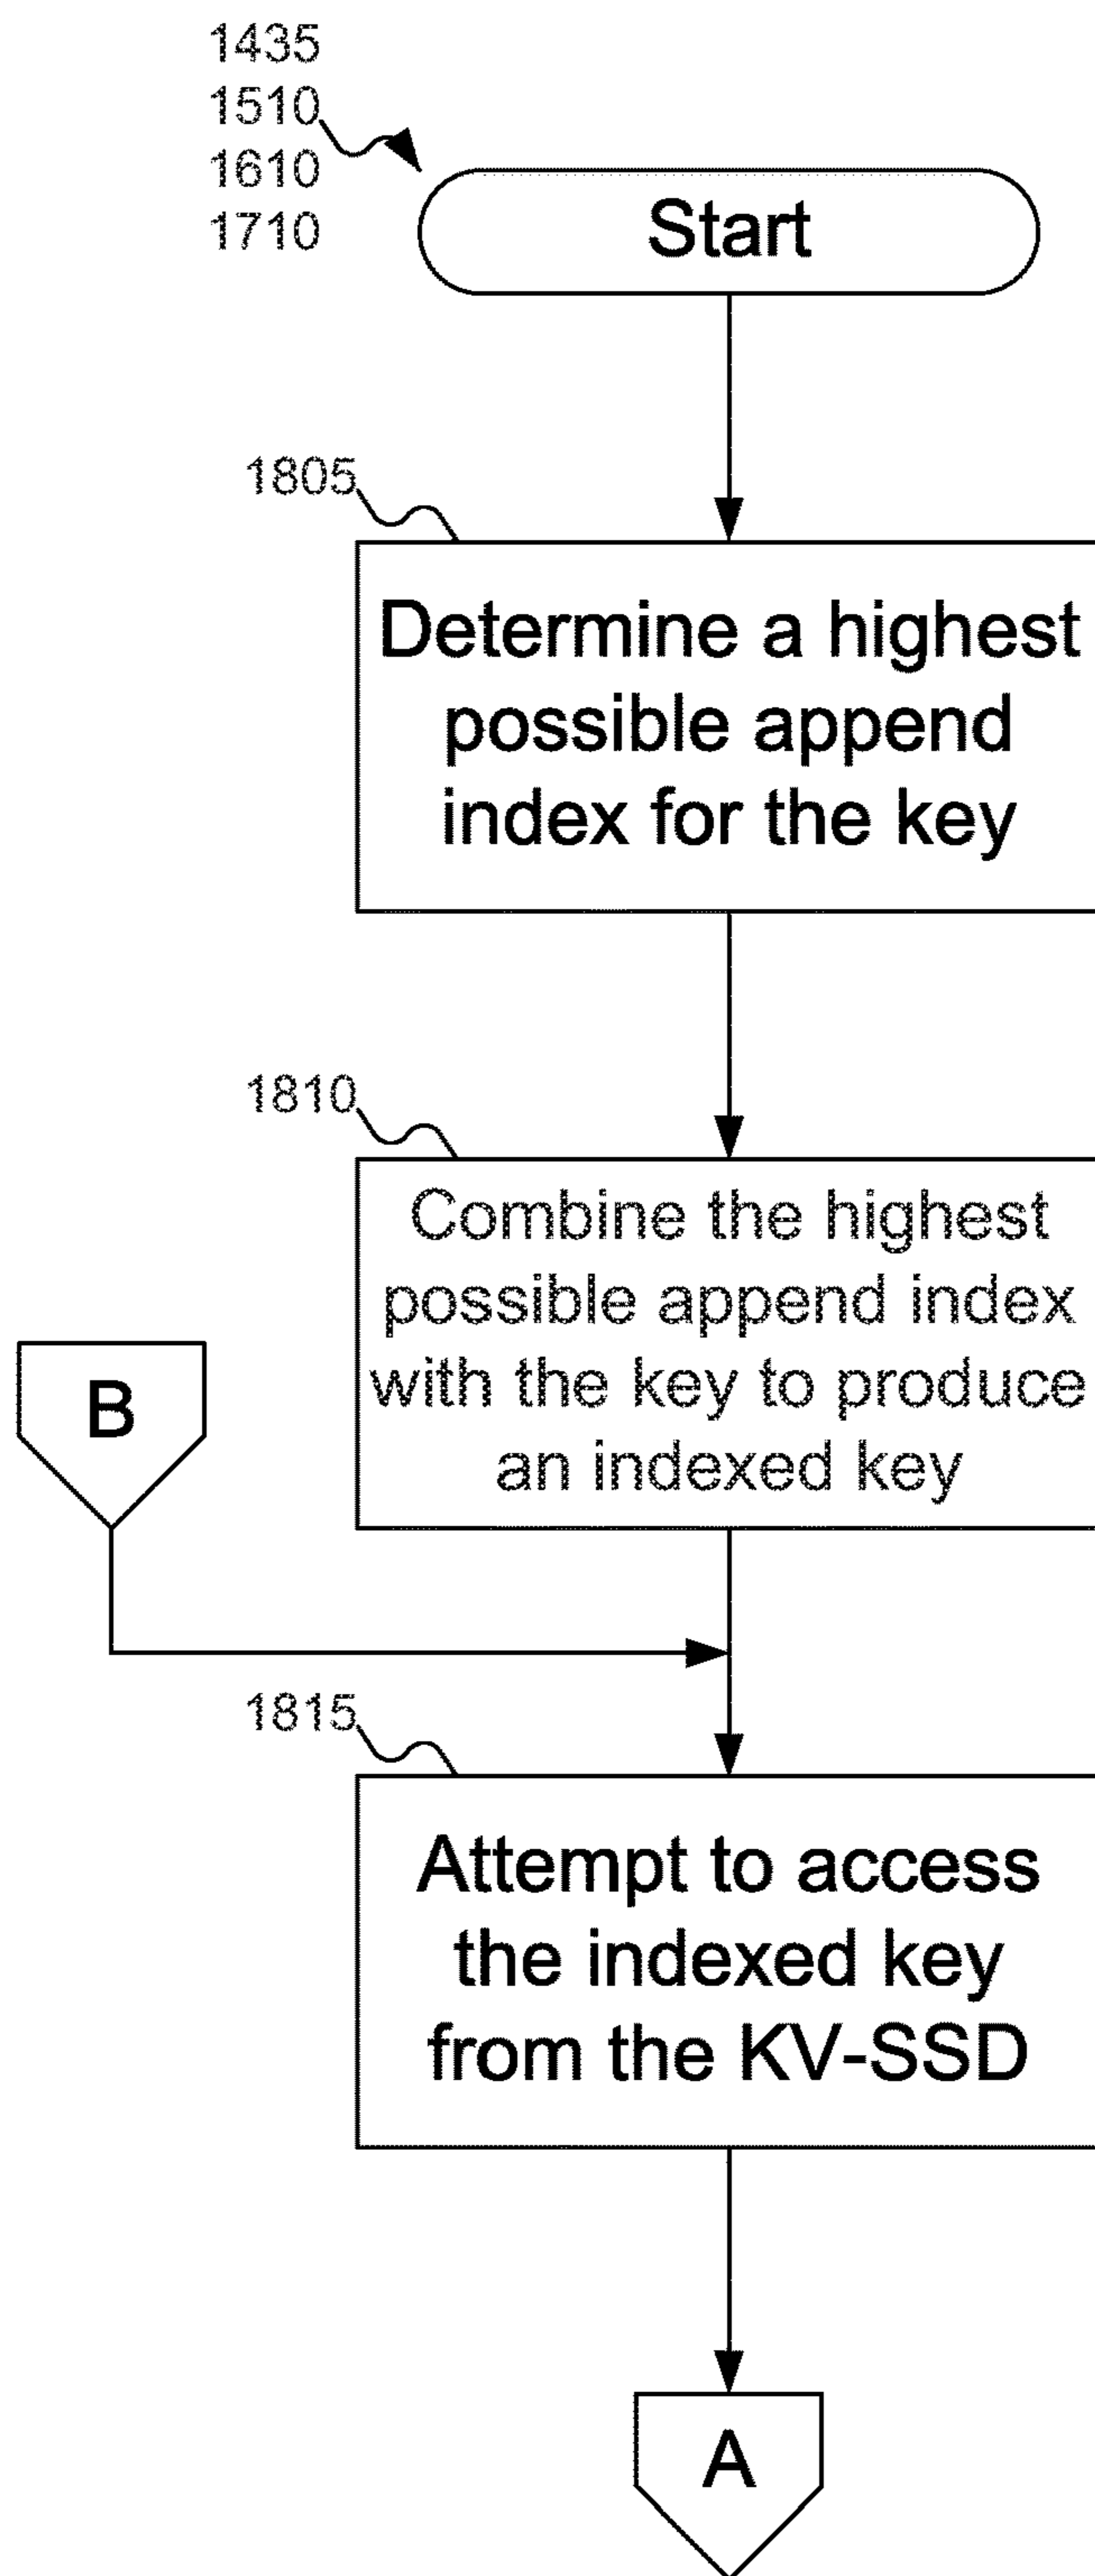 1435
1510
1610
1710
Start
1805
Determine a highest
possible append
index for the key
1810
Combine the highest
possible append index
with the key to produce
an indexed key
B
1815
Attempt to access
the indexed key
from the KV-SSD
A